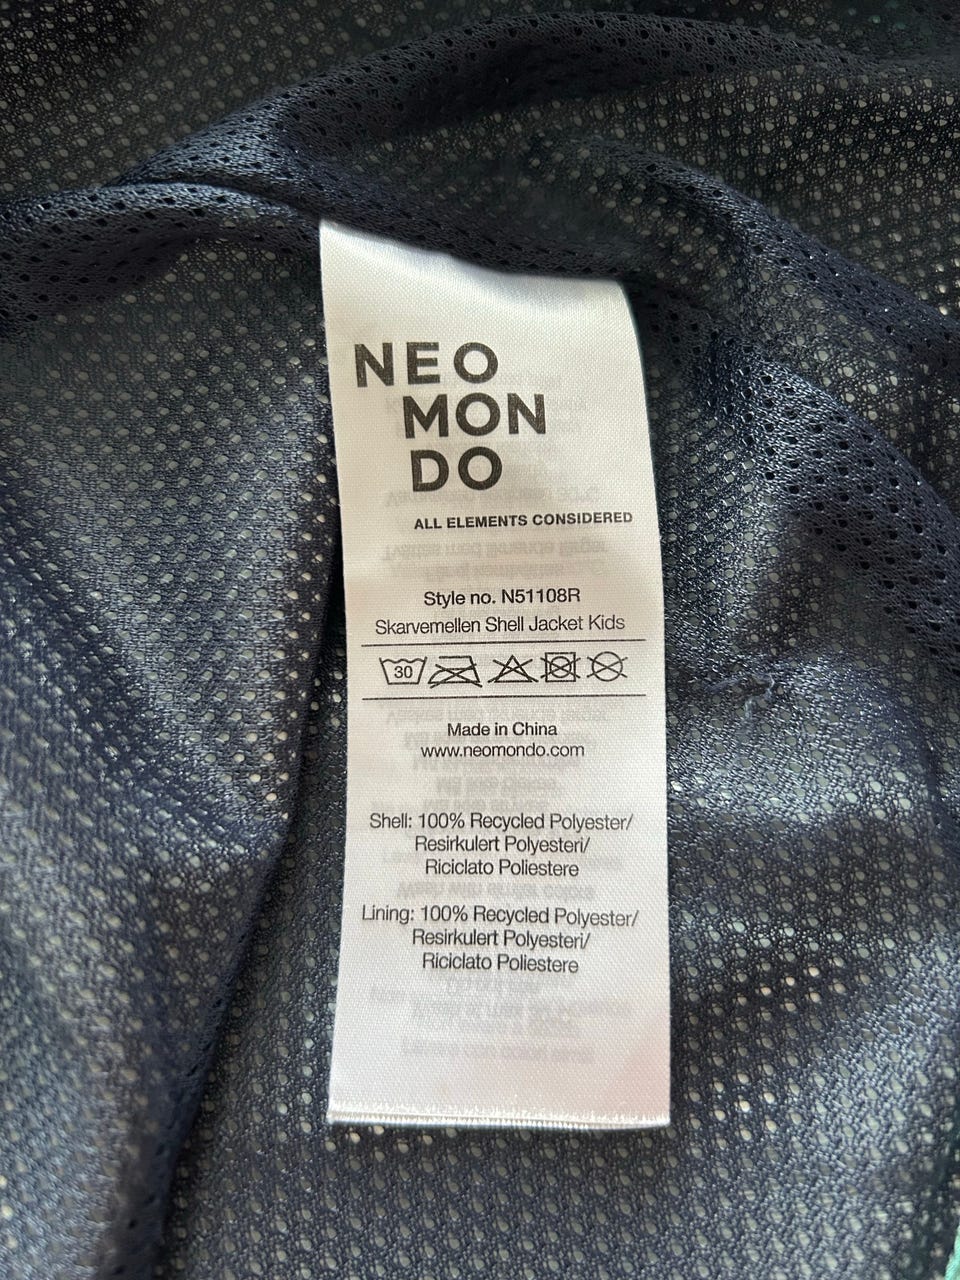 NEO
MON
DO
ALL ELEMENTS CONSIDERED
Style no. N51108R
Skarvemellen Shell Jacket Kids
30
Made in China
www.neomondo.com
Shell: 100% Recycled Polyester/
Resirkulert Polyesteri/
Riciclato Poliestere
Lining: 100% Recycled Polyester/
Resirkulert Polyesteri/
Riciclato Poliestere